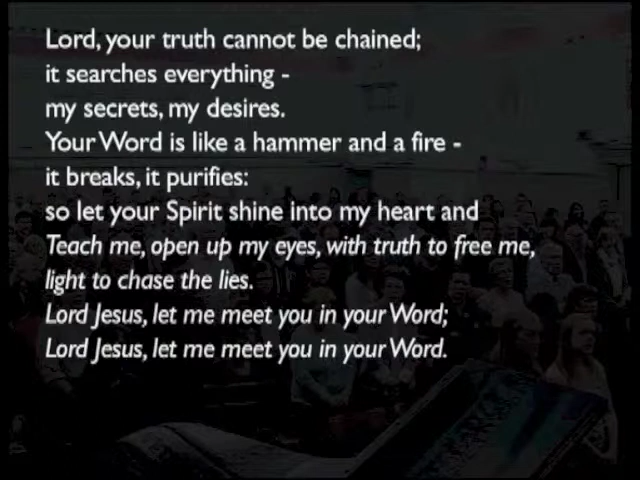 Lord, your truth cannot be chained;
it searches everything -
my secrets, my desires.
Your Word is like a hammer and a fire -
it breaks, it purifies:
so let your Spirit shine into my heart and
Teach me, open up my eyes, with truth to free me,
light to chase the lies.
Lord Jesus, let me meet you in your Word;
Lord Jesus, let me meet you in your Word.